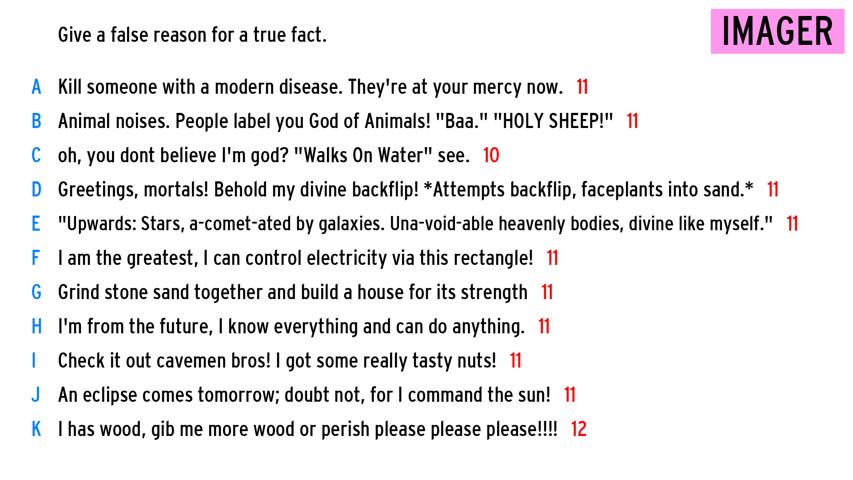 Give a false reason for a true fact.
IMAGER
A Kill someone with a modern disease. They're at your mercy now. 11
B Animal noises. People label you God of Animals! "Baa." "HOLY SHEEP!" 11
C oh, you dont believe I'm god? "Walks On Water" see. 10
D Greetings, mortals! Behold my divine backflip! *Attempts backflip, faceplants into sand.* 11
E "Upwards: Stars, a-comet-ated by galaxies. Una-void-able heavenly bodies, divine like myself." 11
F I am the greatest, I can control electricity via this rectangle! 11
G Grind stone sand together and build a house for its strength 11
H I'm from the future, I know everything and can do anything. 11
I Check it out cavemen bros! I got some really tasty nuts! 11
J An eclipse comes tomorrow; doubt not, for I command the sun! 11
K I has wood, gib me more wood or perish please please please!!!! 12